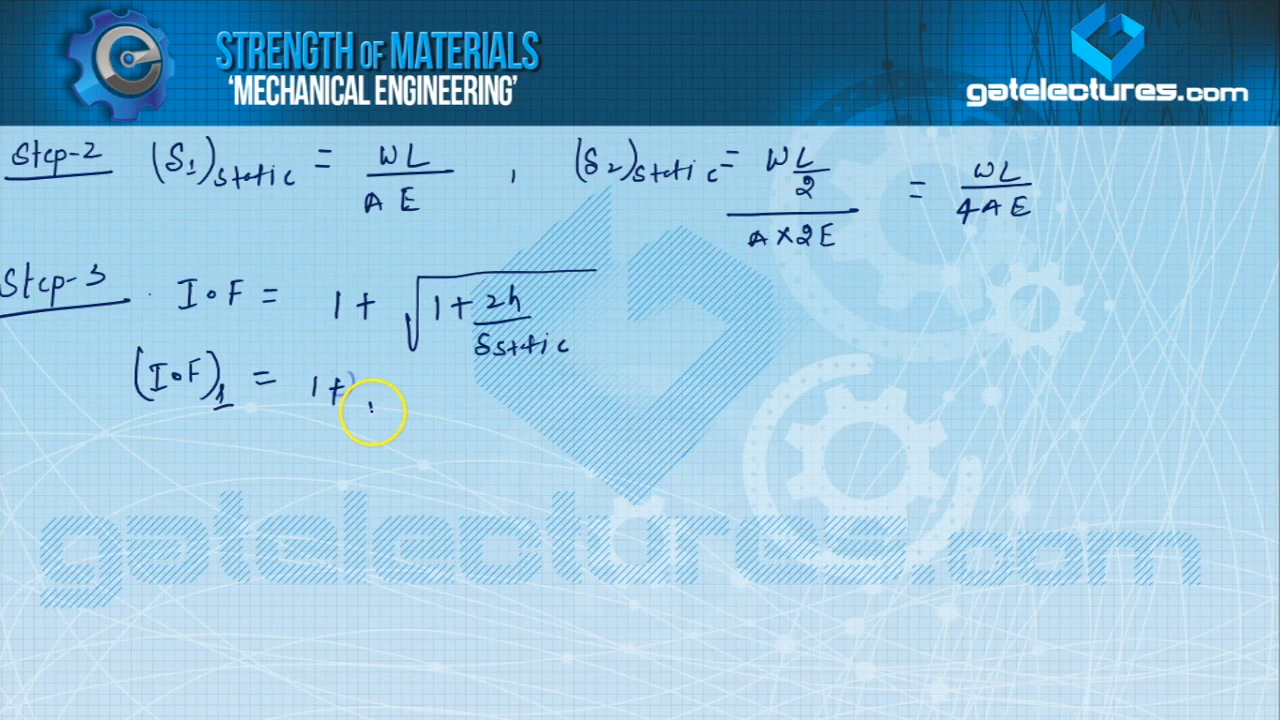 STRENGTH OF MATERIALS
'MECHANICAL ENGINEERING'
gatelectures.com
Step-2 (δ1)static = WL / AE , (δ2)static = W L/2 / A×2E = WL / 4AE
Step-3 I.F = 1 + √(1 + 2h / δstatic)
(I.F)1 = 1+
gatelectures.com